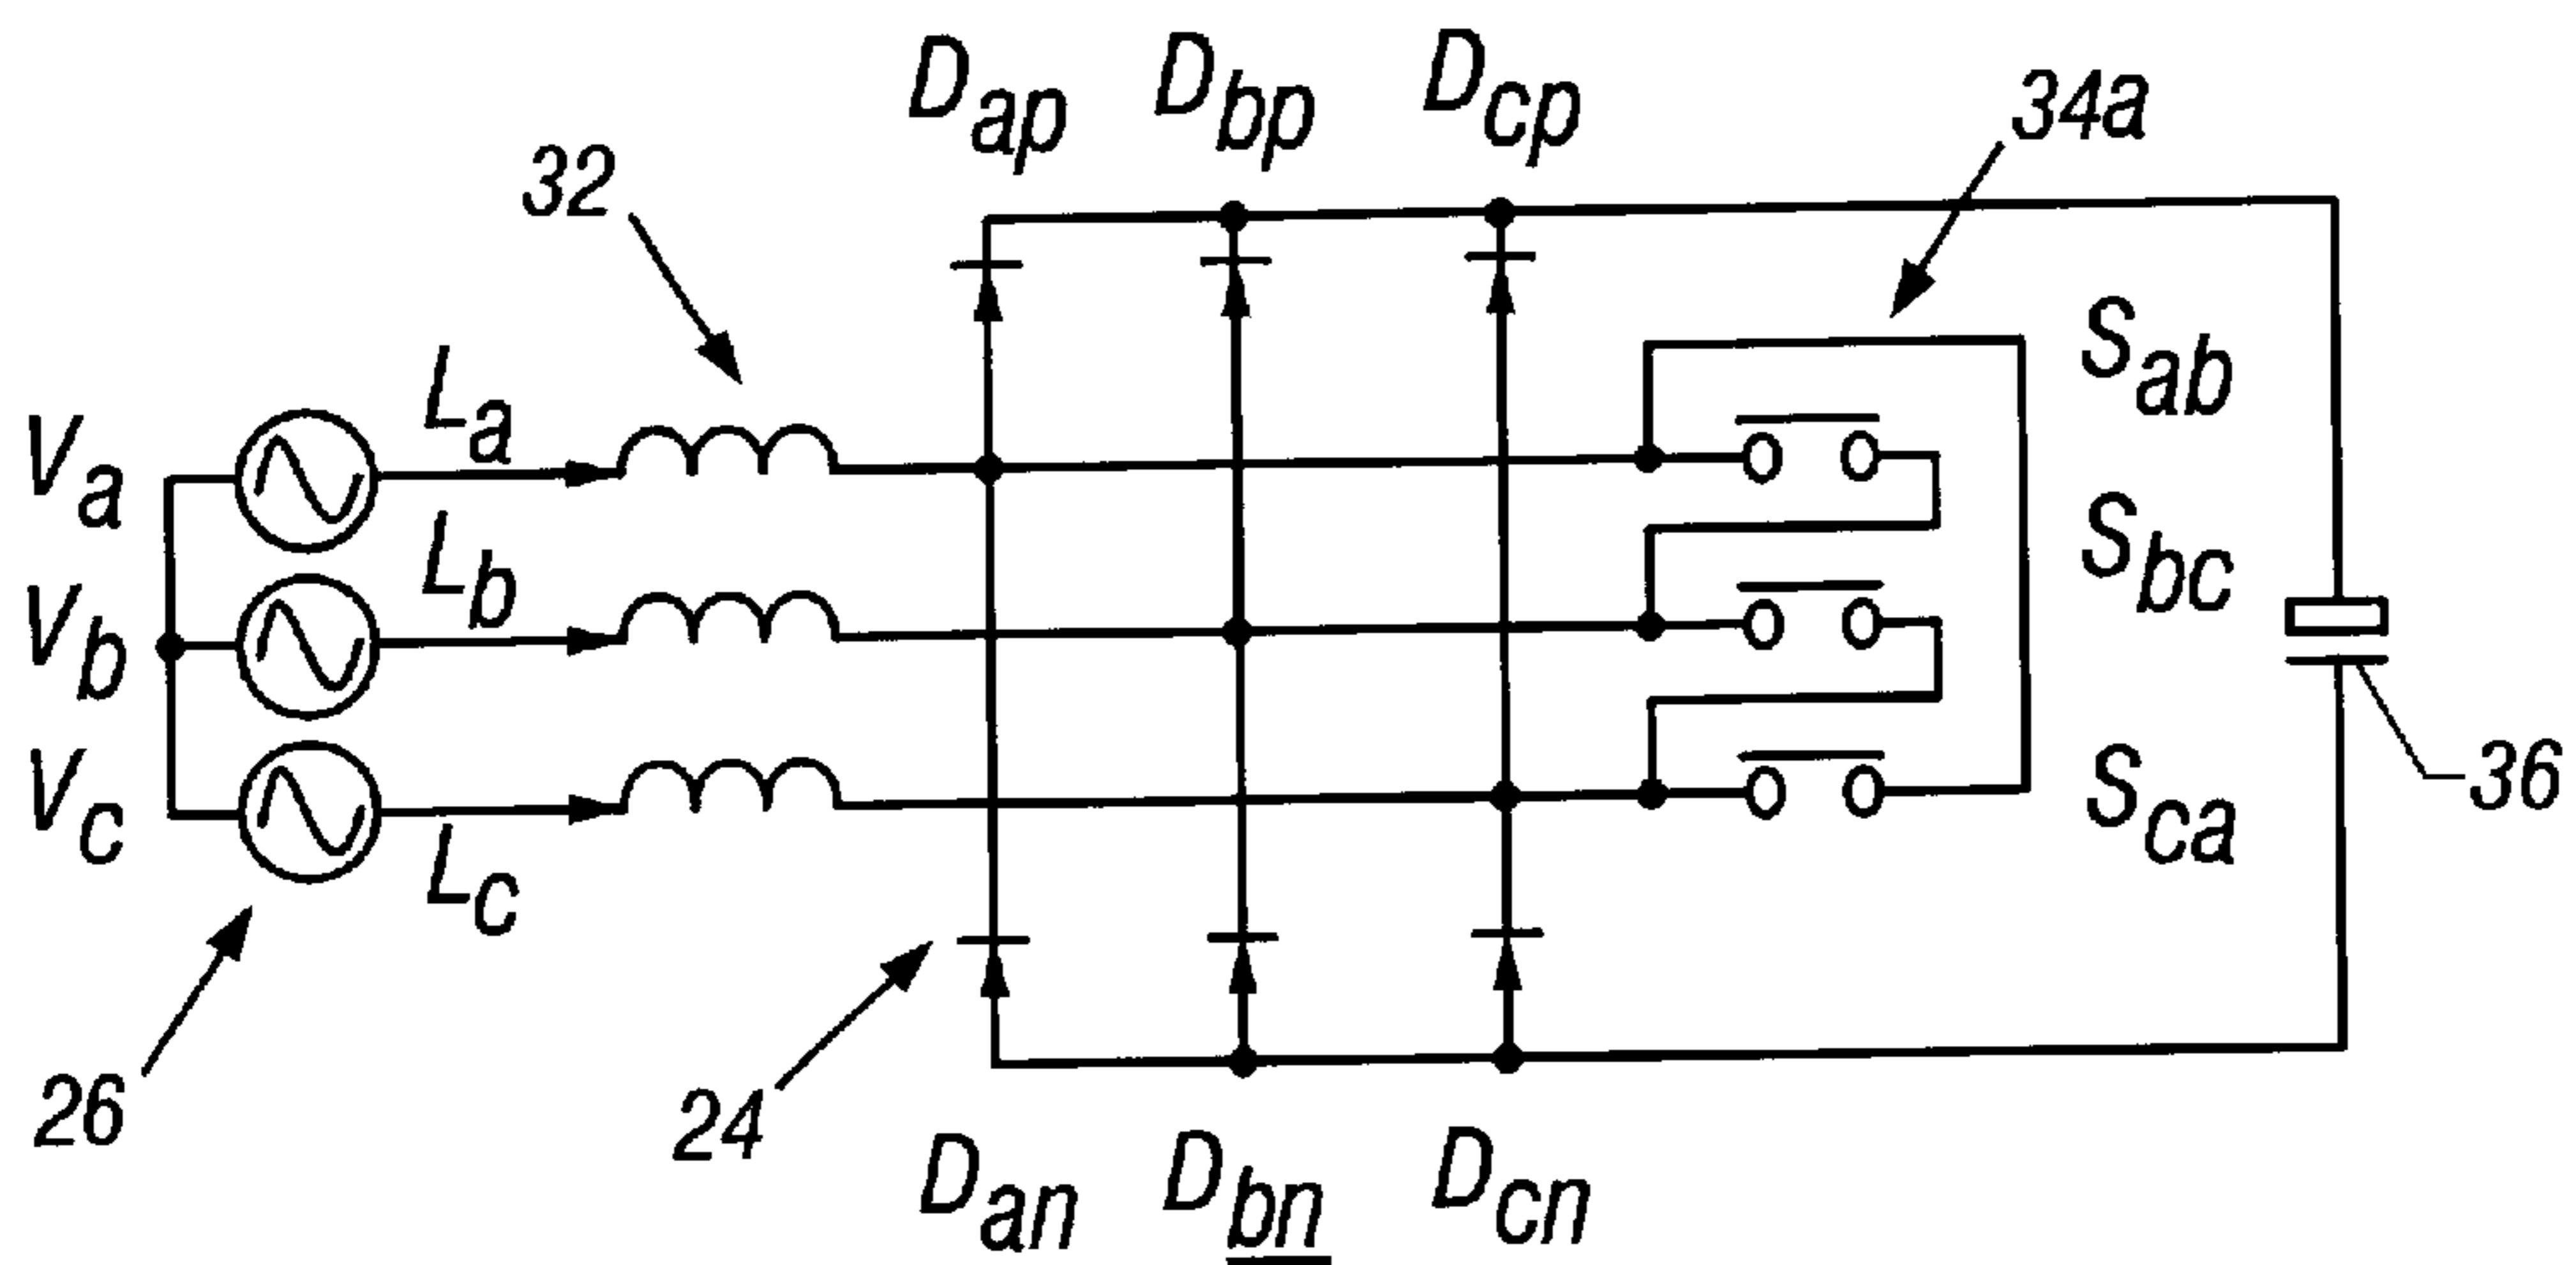 D_ap D_bp D_cp
34a
32
S_ab
L_a
V_a
S_bc
L_b
V_b
V_c
S_ca
36
L_c
26
24
D_an D_bn D_cn